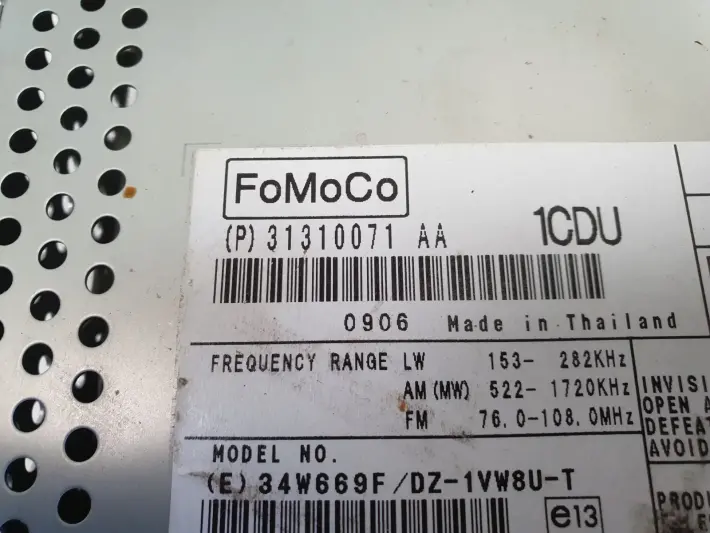 FoMoCo
(P) 31310071 AA 1CDU
0906 Made in Thailand
FREQUENCY RANGE LW 153- 282KHz
AM (MW) 522- 1720KHz
FM 76.0-108.0MHz
MODEL NO.
(E) 34W669F/DZ-1VW8U-T
e13
INVISI
OPEN A
DEFEAT
AVOID
PROD